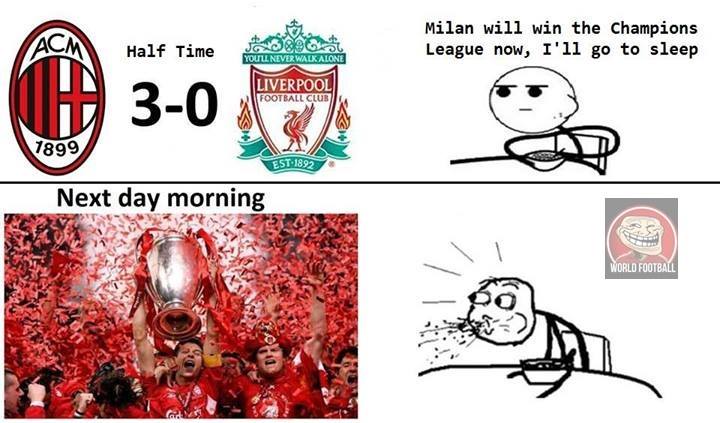 ACM
1899
Half Time
3-0
YOU'LL NEVER WALK ALONE
LIVERPOOL
FOOTBALL CLUB
EST·1892
Milan will win the Champions
League now, I'll go to sleep
Next day morning
Carls
WORLD FOOTBALL